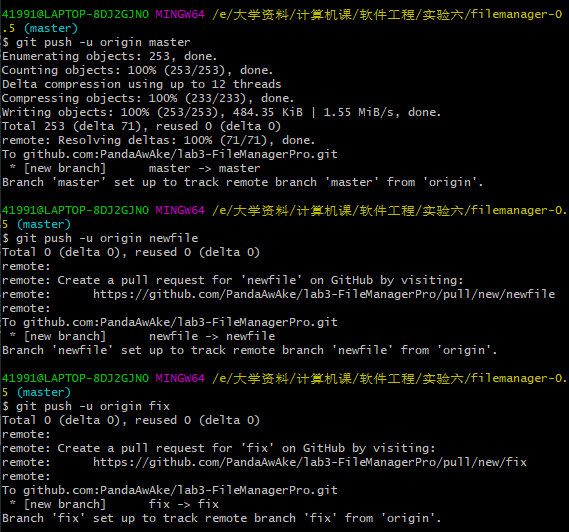 41991@LAPTOP-8DJ2GJNO MINGW64 /e/大学资料/计算机课/软件工程/实验六/filemanager-0
.5 (master)
$ git push -u origin master
Enumerating objects: 253, done.
Counting objects: 100% (253/253), done.
Delta compression using up to 12 threads
Compressing objects: 100% (233/233), done.
Writing objects: 100% (253/253), 484.35 KiB | 1.55 MiB/s, done.
Total 253 (delta 71), reused 0 (delta 0)
remote: Resolving deltas: 100% (71/71), done.
To github.com:PandaAwAke/lab3-FileManagerPro.git
 * [new branch]      master -> master
Branch 'master' set up to track remote branch 'master' from 'origin'.
41991@LAPTOP-8DJ2GJNO MINGW64 /e/大学资料/计算机课/软件工程/实验六/filemanager-0.
5 (master)
$ git push -u origin newfile
Total 0 (delta 0), reused 0 (delta 0)
remote:
remote: Create a pull request for 'newfile' on GitHub by visiting:
remote:      https://github.com/PandaAwAke/lab3-FileManagerPro/pull/new/newfile
remote:
To github.com:PandaAwAke/lab3-FileManagerPro.git
 * [new branch]      newfile -> newfile
Branch 'newfile' set up to track remote branch 'newfile' from 'origin'.
41991@LAPTOP-8DJ2GJNO MINGW64 /e/大学资料/计算机课/软件工程/实验六/filemanager-0.
5 (master)
$ git push -u origin fix
Total 0 (delta 0), reused 0 (delta 0)
remote:
remote: Create a pull request for 'fix' on GitHub by visiting:
remote:      https://github.com/PandaAwAke/lab3-FileManagerPro/pull/new/fix
remote:
To github.com:PandaAwAke/lab3-FileManagerPro.git
 * [new branch]      fix -> fix
Branch 'fix' set up to track remote branch 'fix' from 'origin'.